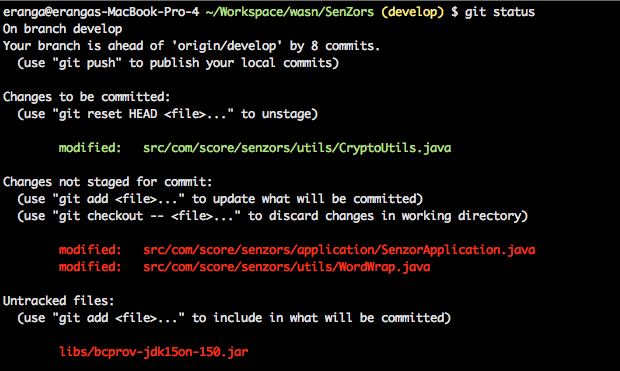 eranga@erangas-MacBook-Pro-4 ~/Workspace/wasn/SenZors (develop) $ git status
On branch develop
Your branch is ahead of 'origin/develop' by 8 commits.
  (use "git push" to publish your local commits)

Changes to be committed:
  (use "git reset HEAD <file>..." to unstage)

        modified:   src/com/score/senzors/utils/CryptoUtils.java

Changes not staged for commit:
  (use "git add <file>..." to update what will be committed)
  (use "git checkout -- <file>..." to discard changes in working directory)

        modified:   src/com/score/senzors/application/SenzorApplication.java
        modified:   src/com/score/senzors/utils/WordWrap.java

Untracked files:
  (use "git add <file>..." to include in what will be committed)

        libs/bcprov-jdk15on-150.jar